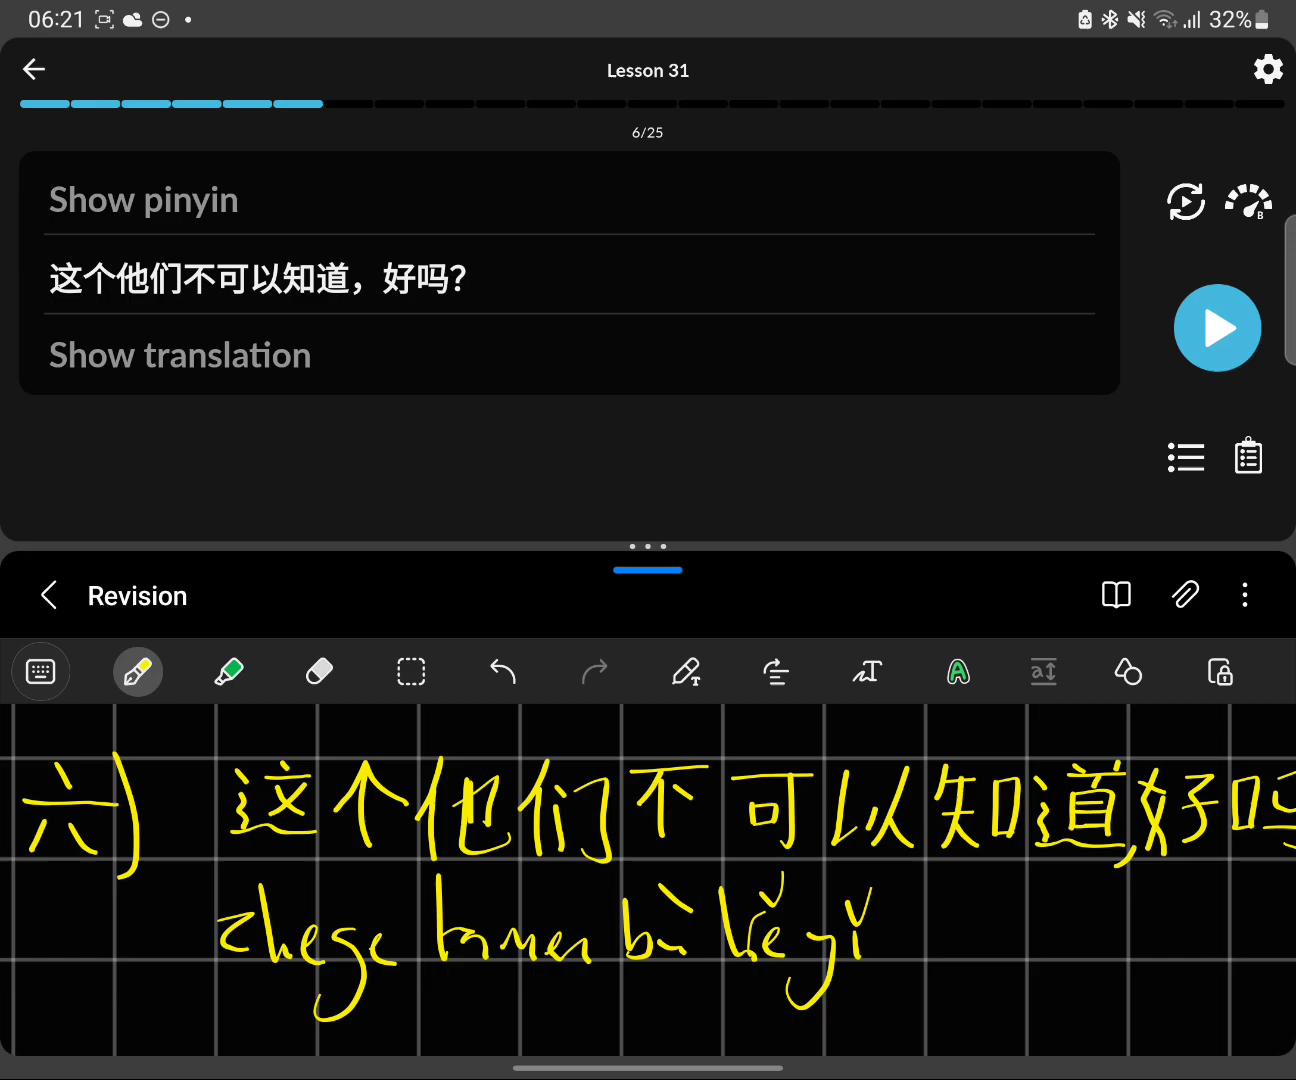 06:21 32%
Lesson 31
6/25
Show pinyin
这个他们不可以知道，好吗？
Show translation
Revision
六) 这个他们不可以知道,好吗
zhege tamen bù kěyǐ